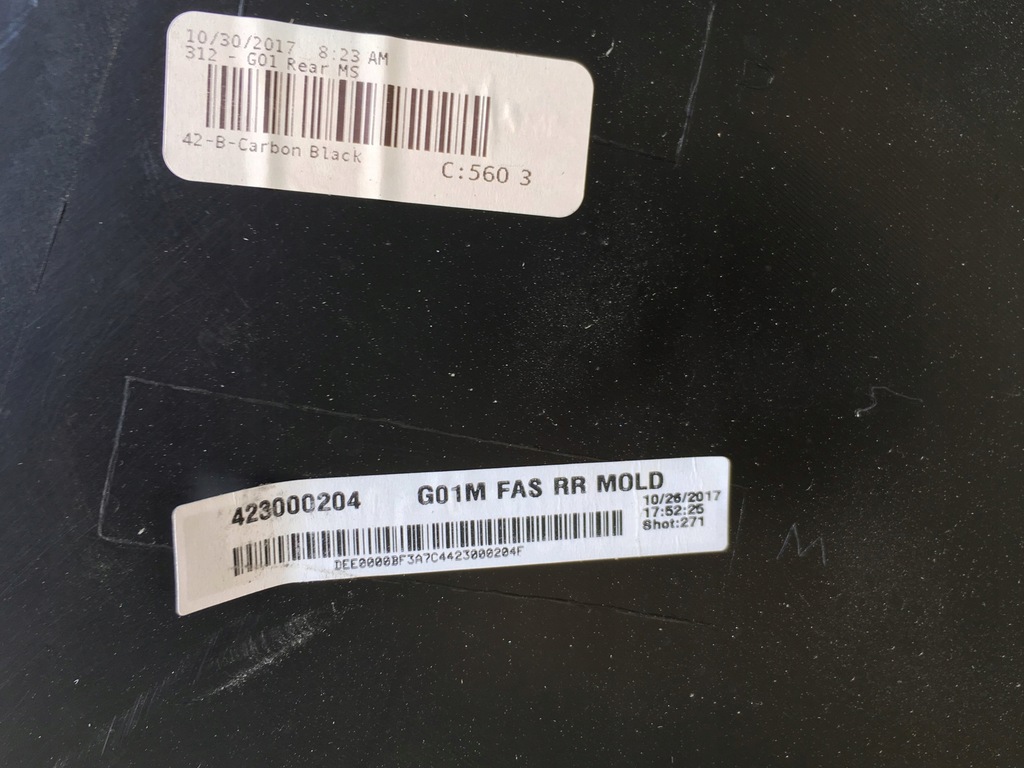 10/30/2017 8:23 AM
312 - G01 Rear MS
42-B-Carbon Black
C:560 3
423000204 G01M FAS RR MOLD
10/26/2017
17:52:25
Shot:271
DEE0000BF3A7C4423000204F
M